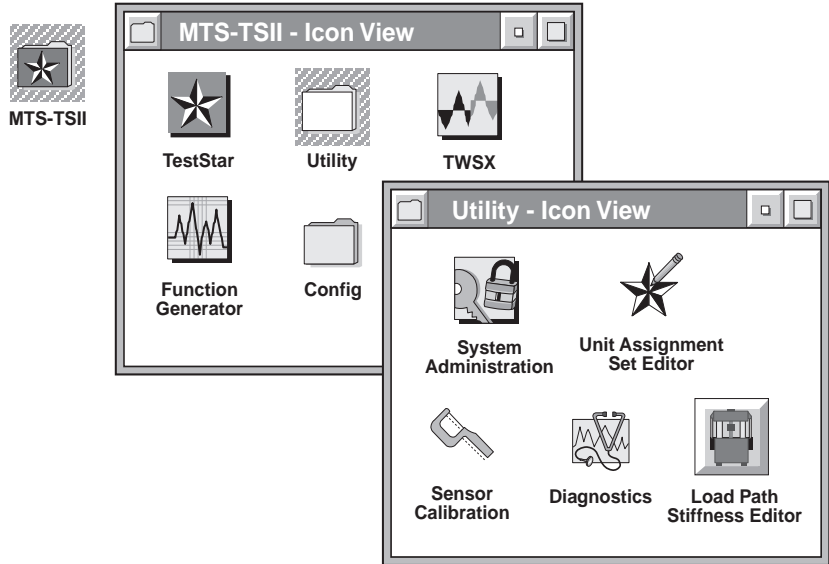 MTS-TSII
MTS-TSII - Icon View
TestStar
Utility
TWSX
Function
Generator
Config
Utility - Icon View
System
Administration
Unit Assignment
Set Editor
Sensor
Calibration
Diagnostics
Load Path
Stiffness Editor